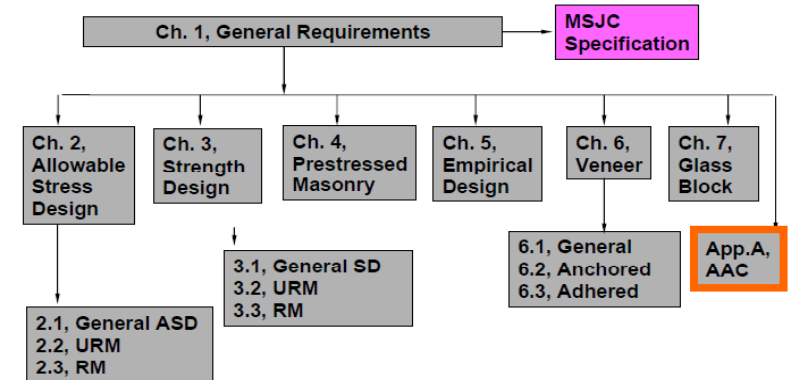 Ch. 1, General Requirements
MSJC
Specification
Ch. 2,
Allowable
Stress
Design
Ch. 3,
Strength
Design
Ch. 4,
Prestressed
Masonry
Ch. 5,
Empirical
Design
Ch. 6,
Veneer
Ch. 7,
Glass
Block
2.1, General ASD
2.2, URM
2.3, RM
3.1, General SD
3.2, URM
3.3, RM
6.1, General
6.2, Anchored
6.3, Adhered
App.A,
AAC